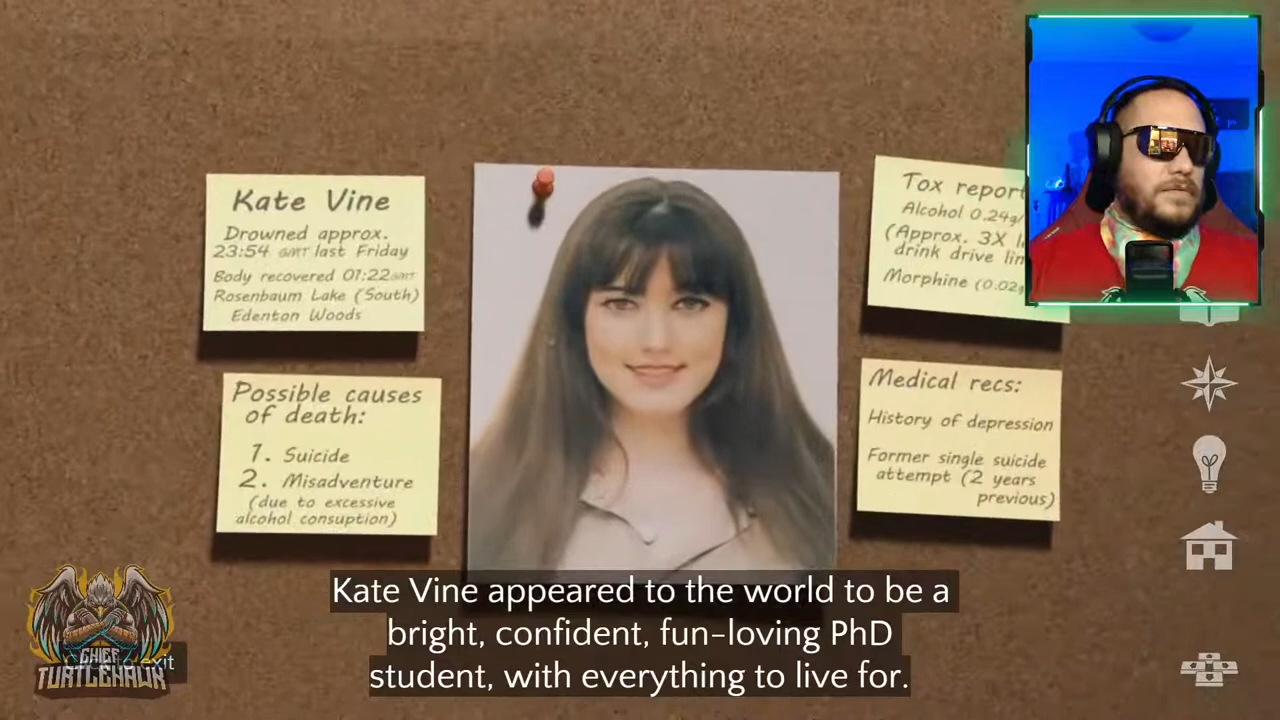 Kate Vine
Drowned approx.
23:54 GMT last Friday
Body recovered 01:22 GMT
Rosenbaum Lake (South)
Edenton Woods
Possible causes
of death:
1. Suicide
2. Misadventure
(due to excessive
alcohol consuption)
Tox report
Alcohol 0.24g/
(Approx. 3X
drink drive
Morphine (0.02
Medical recs:
History of depression
Former single suicide
attempt (2 years
previous)
Kate Vine appeared to the world to be a
bright, confident, fun-loving PhD
student, with everything to live for.
CHIEF
TURTLEHAWK
exit